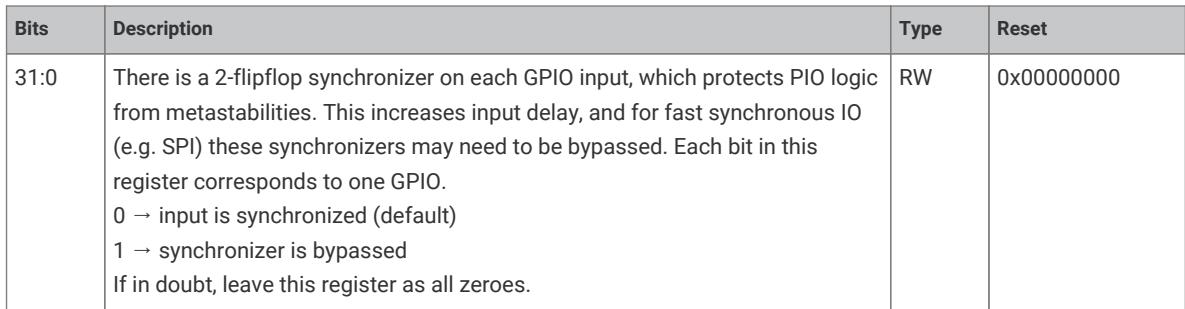 Bits Description Type Reset
31:0 There is a 2-flipflop synchronizer on each GPIO input, which protects PIO logic RW 0x00000000
from metastabilities. This increases input delay, and for fast synchronous IO
(e.g. SPI) these synchronizers may need to be bypassed. Each bit in this
register corresponds to one GPIO.
0 → input is synchronized (default)
1 → synchronizer is bypassed
If in doubt, leave this register as all zeroes.